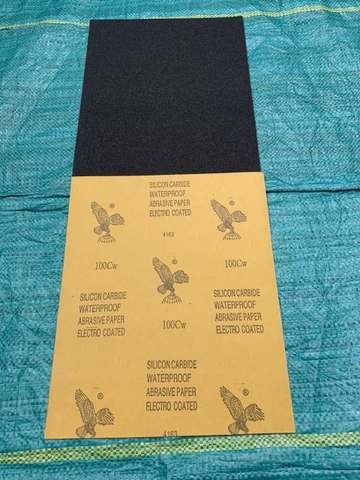 SILICON CARBIDE
WATERPROOF
ABRASIVE PAPER
ELECTRO COATED
®
4163
100Cw
®
100Cw
SILICON CARBIDE
WATERPROOF
ABRASIVE PAPER
ELECTRO COATED
100Cw
SILICON CARBIDE
WATERPROOF
ABRASIVE PAPER
ELECTRO COATED
SILICON CARBIDE
WATERPROOF
ABRASIVE PAPER
ELECTRO COATED
4163